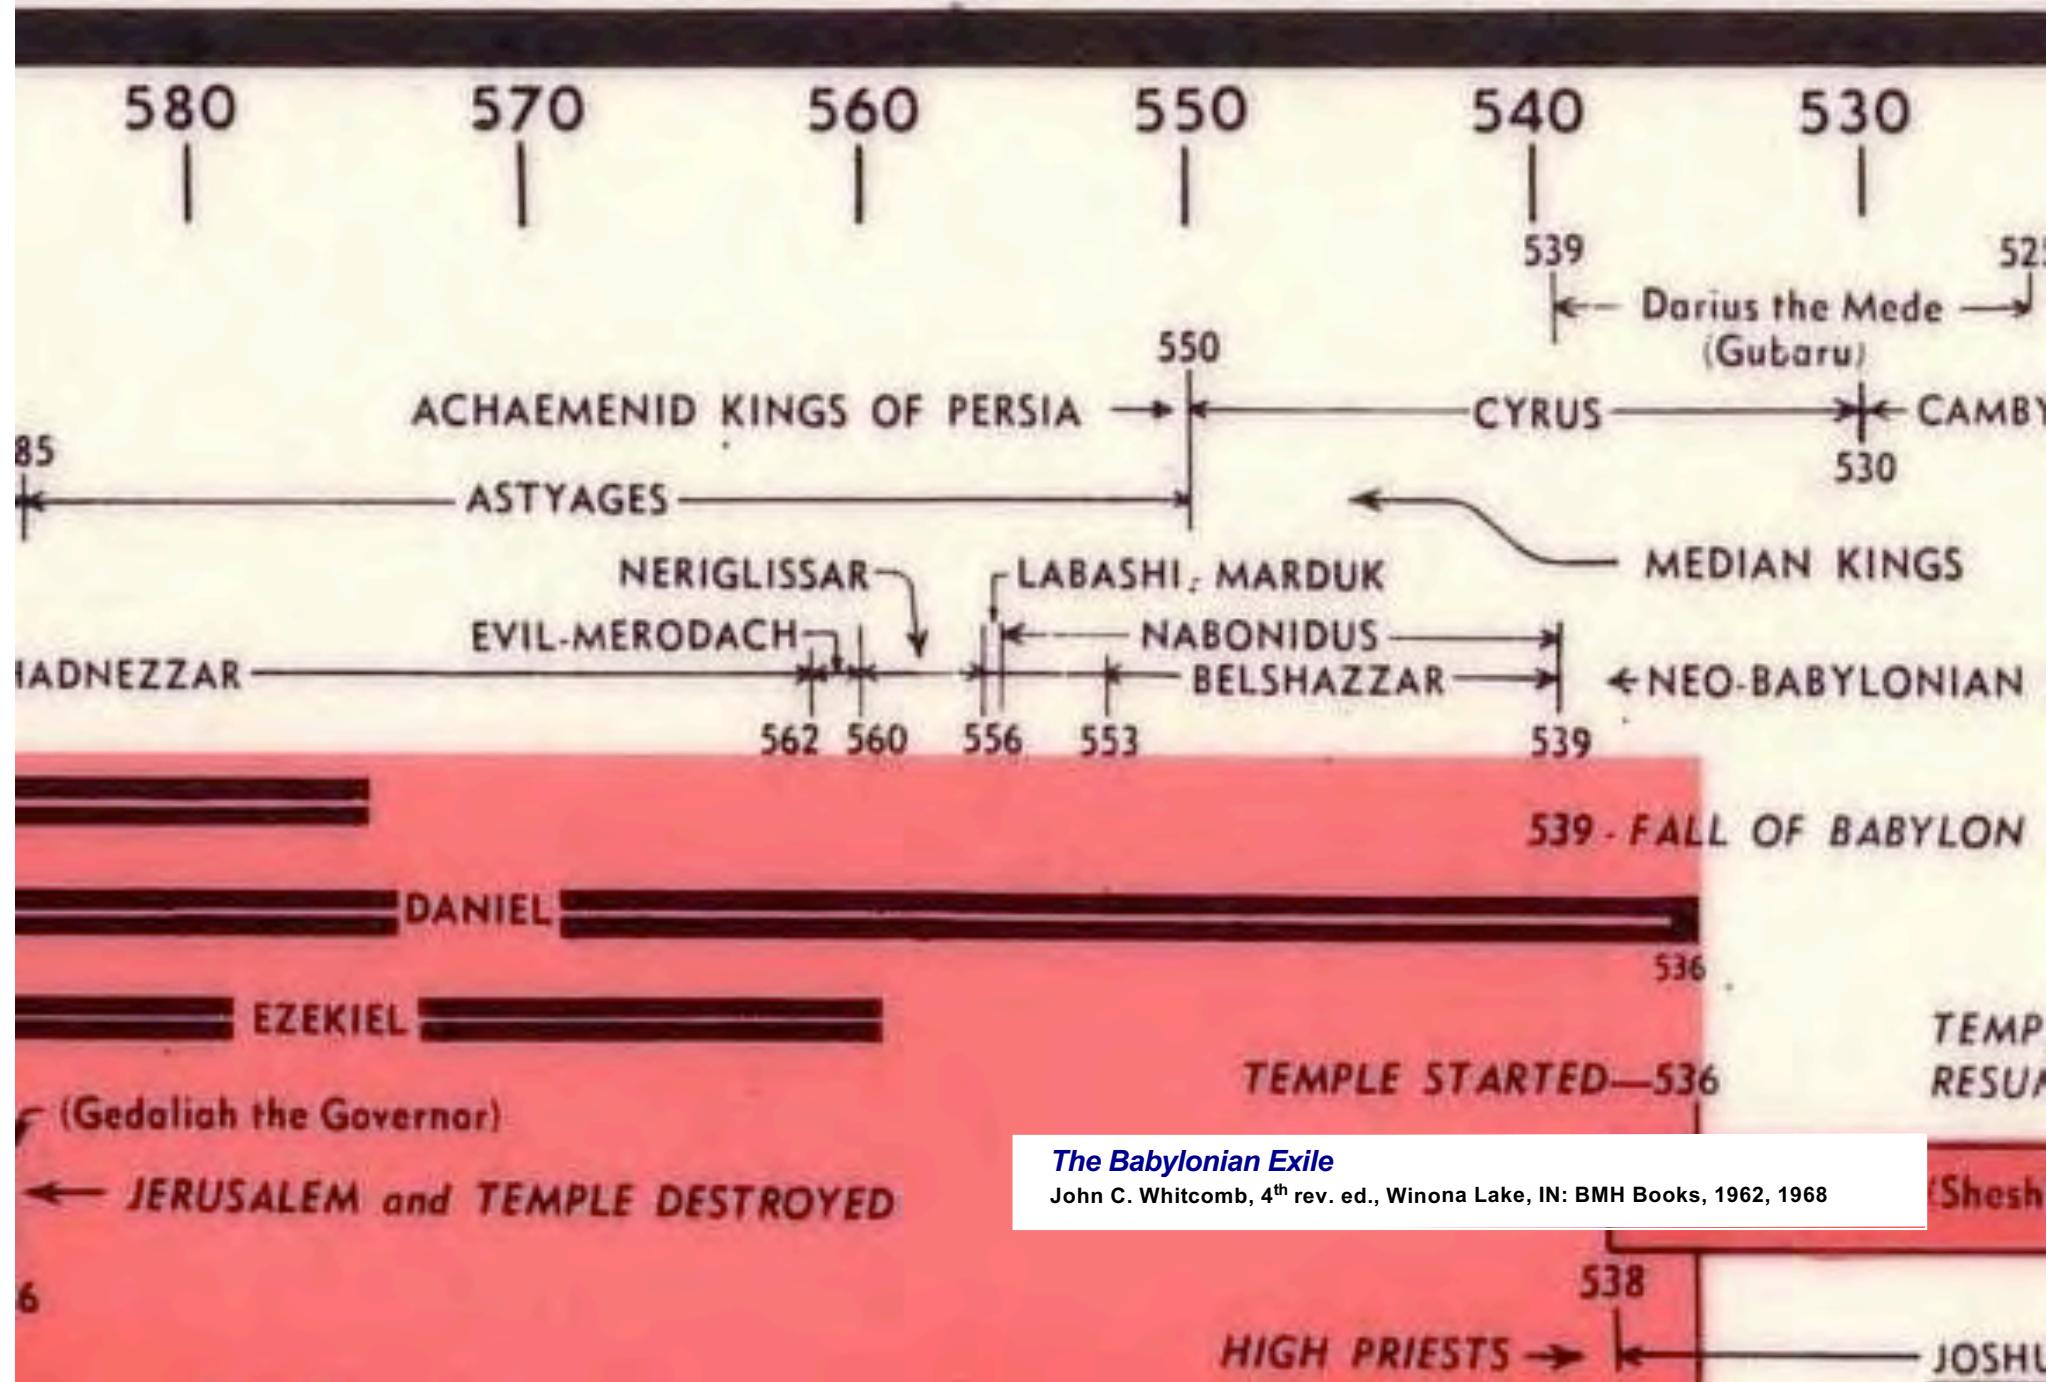 580 570 560 550 540 530
539 525
Darius the Mede
(Gubaru)
550
ACHAEMENID KINGS OF PERSIA CYRUS CAMBY
85 530
ASTYAGES
MEDIAN KINGS
NERIGLISSAR LABASHI - MARDUK
EVIL-MERODACH NABONIDUS
HADNEZZAR BELSHAZZAR NEO-BABYLONIAN
562 560 556 553 539
539 - FALL OF BABYLON
DANIEL
536
EZEKIEL
TEMP
TEMPLE STARTED—536 RESUM
(Gedaliah the Governor)
The Babylonian Exile
JERUSALEM and TEMPLE DESTROYED John C. Whitcomb, 4th rev. ed., Winona Lake, IN: BMH Books, 1962, 1968 (Shesh
6 538
HIGH PRIESTS JOSHU